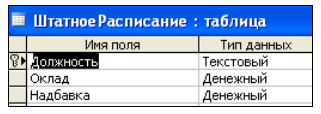 ШтатноеРасписание : таблица
Имя поля Тип данных
Должность Текстовый
Оклад Денежный
Надбавка Денежный